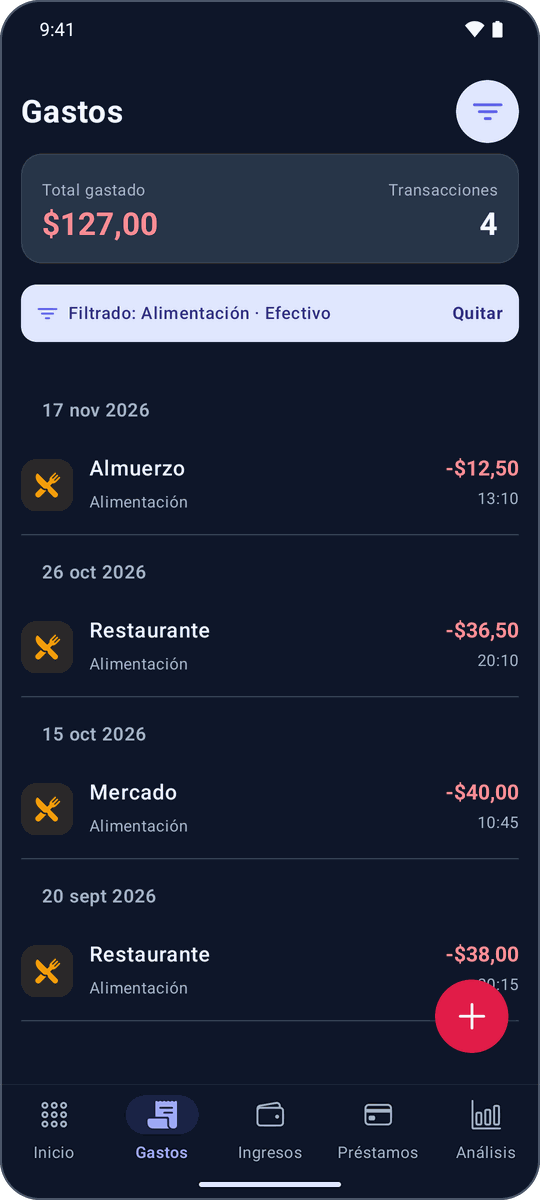 9:41
Gastos
Total gastado
Transacciones
$127,00
4
Filtrado: Alimentación · Efectivo
Quitar
17 nov 2026
Almuerzo
-$12,50
Alimentación
13:10
26 oct 2026
Restaurante
-$36,50
Alimentación
20:10
15 oct 2026
Mercado
-$40,00
Alimentación
10:45
20 sept 2026
Restaurante
-$38,00
Alimentación
Inicio
Gastos
Ingresos
Préstamos
Análisis